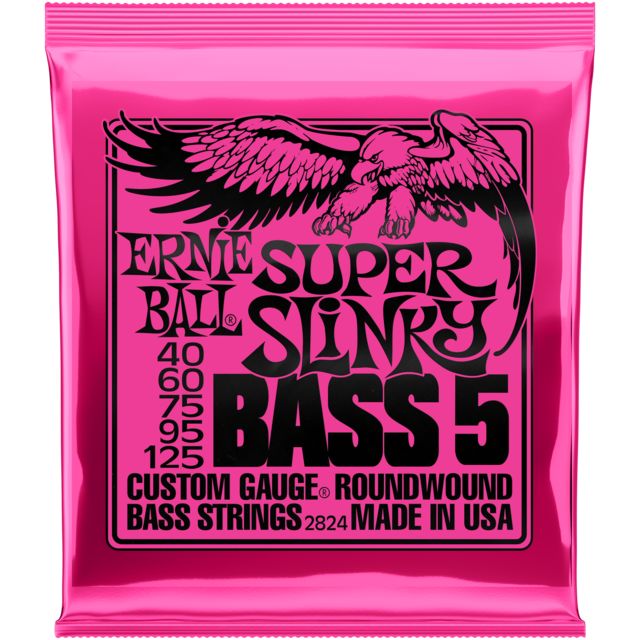 ERNIE BALL®
SUPER SLINKY
BASS 5
40
60
75
95
125
CUSTOM GAUGE® ROUNDWOUND
BASS STRINGS 2824 MADE IN USA